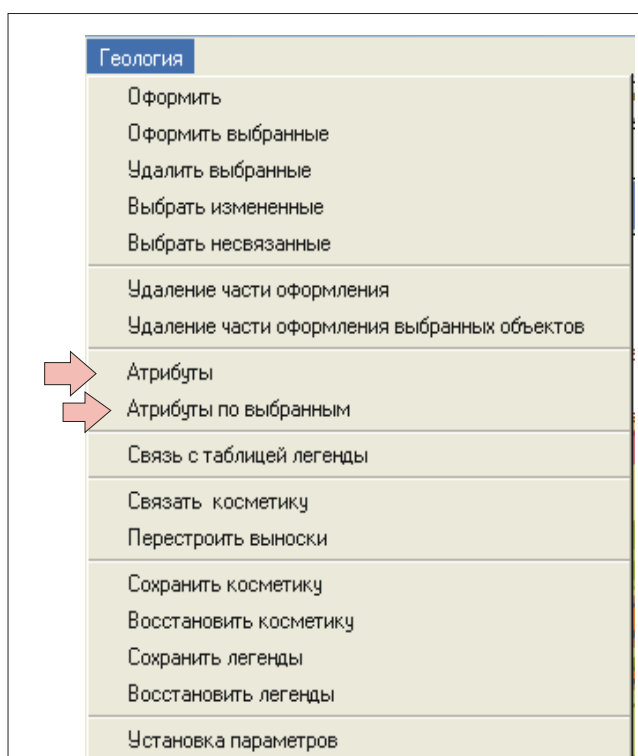 Геология
Оформить
Оформить выбранные
Удалить выбранные
Выбрать измененные
Выбрать несвязанные
Удаление части оформления
Удаление части оформления выбранных объектов
Атрибуты
Атрибуты по выбранным
Связь с таблицей легенды
Связать косметику
Перестроить выноски
Сохранить косметику
Восстановить косметику
Сохранить легенды
Восстановить легенды
Установка параметров